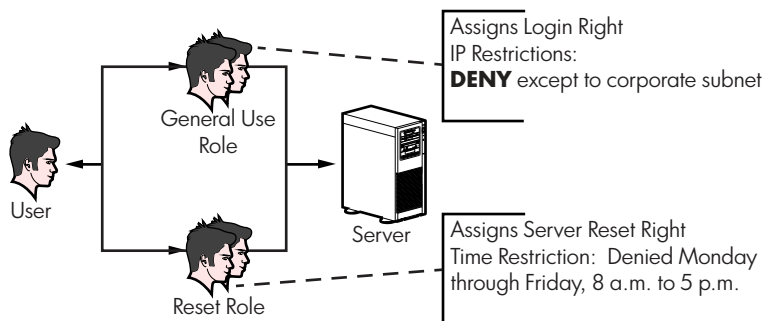 Assigns Login Right
IP Restrictions:
DENY except to corporate subnet
General Use
Role
User
Server
Reset Role
Assigns Server Reset Right
Time Restriction:  Denied Monday
through Friday, 8 a.m. to 5 p.m.